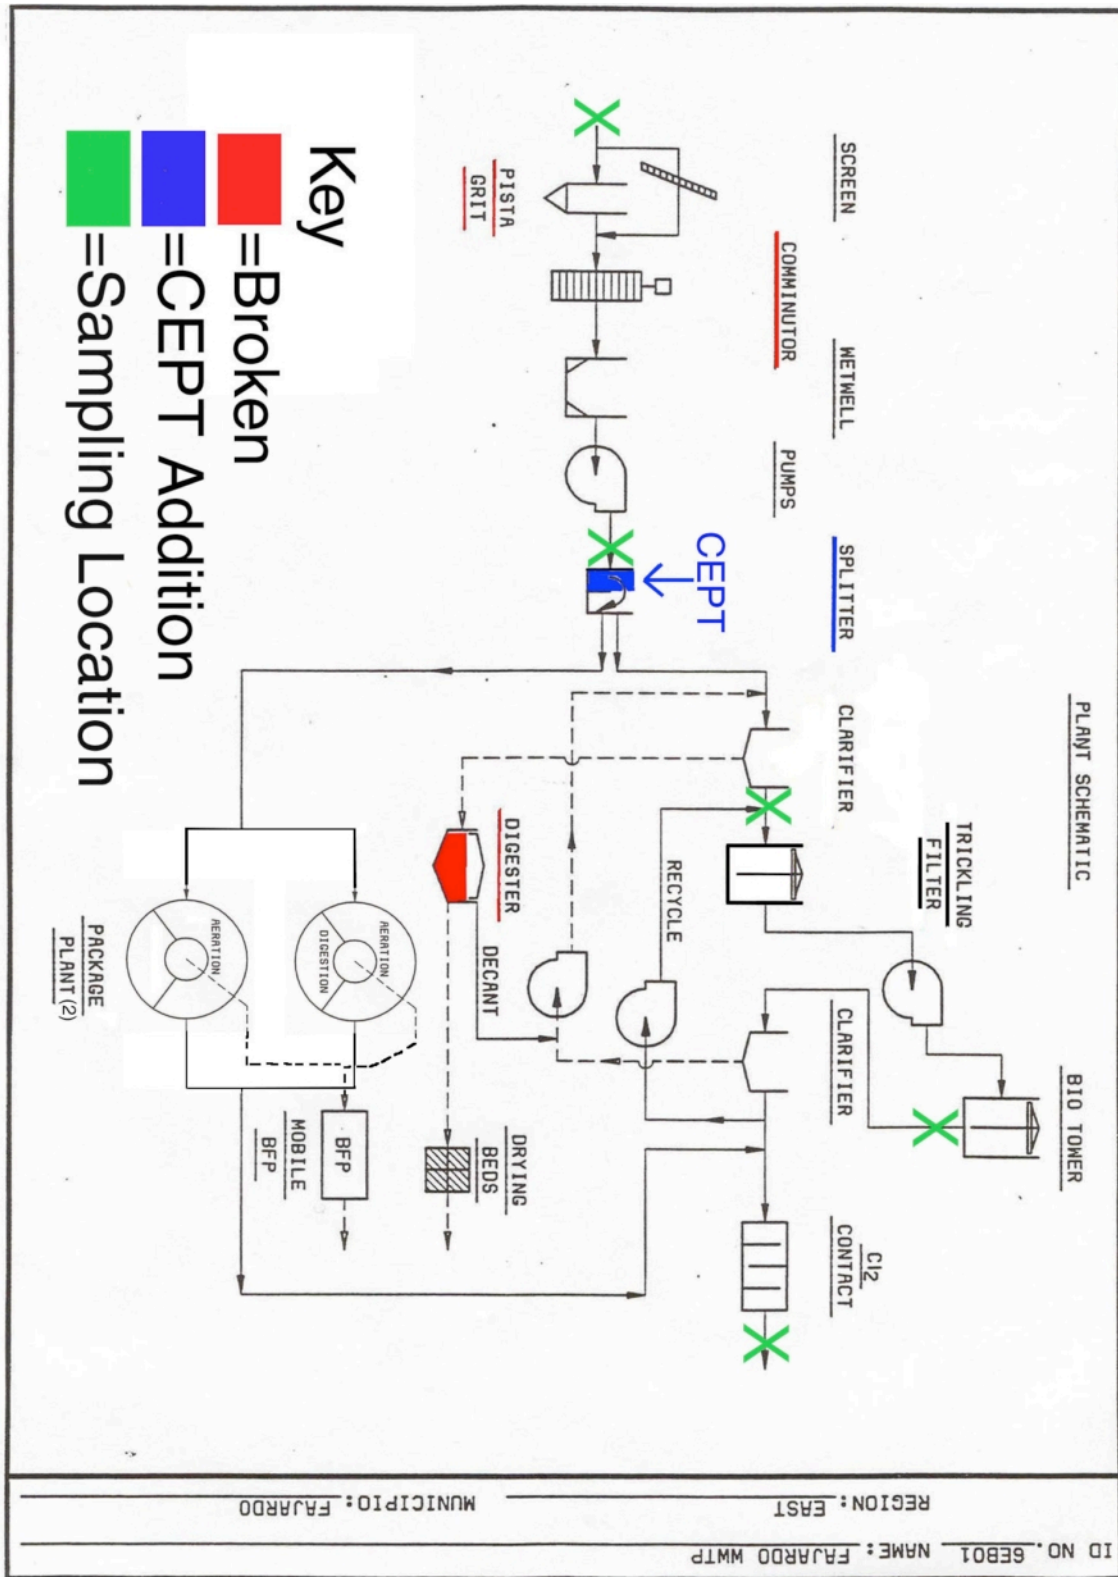 PLANT SCHEMATIC
SCREEN
COMMINUTOR
WETWELL
PUMPS
SPLITTER
CLARIFIER
TRICKLING
FILTER
CLARIFIER
BIO TOWER
Cl2
CONTACT
PISTA
GRIT
CEPT
DIGESTER
RECYCLE
DECANT
DRYING
BEDS
AERATION
DIGESTION
AERATION
BFP
MOBILE
BFP
PACKAGE
PLANT(2)
Key
=Broken
=CEPT Addition
=Sampling Location
ID NO. 6EB01 NAME: FAJARDO WWTP
REGION: EAST MUNICIPIO: FAJARDO